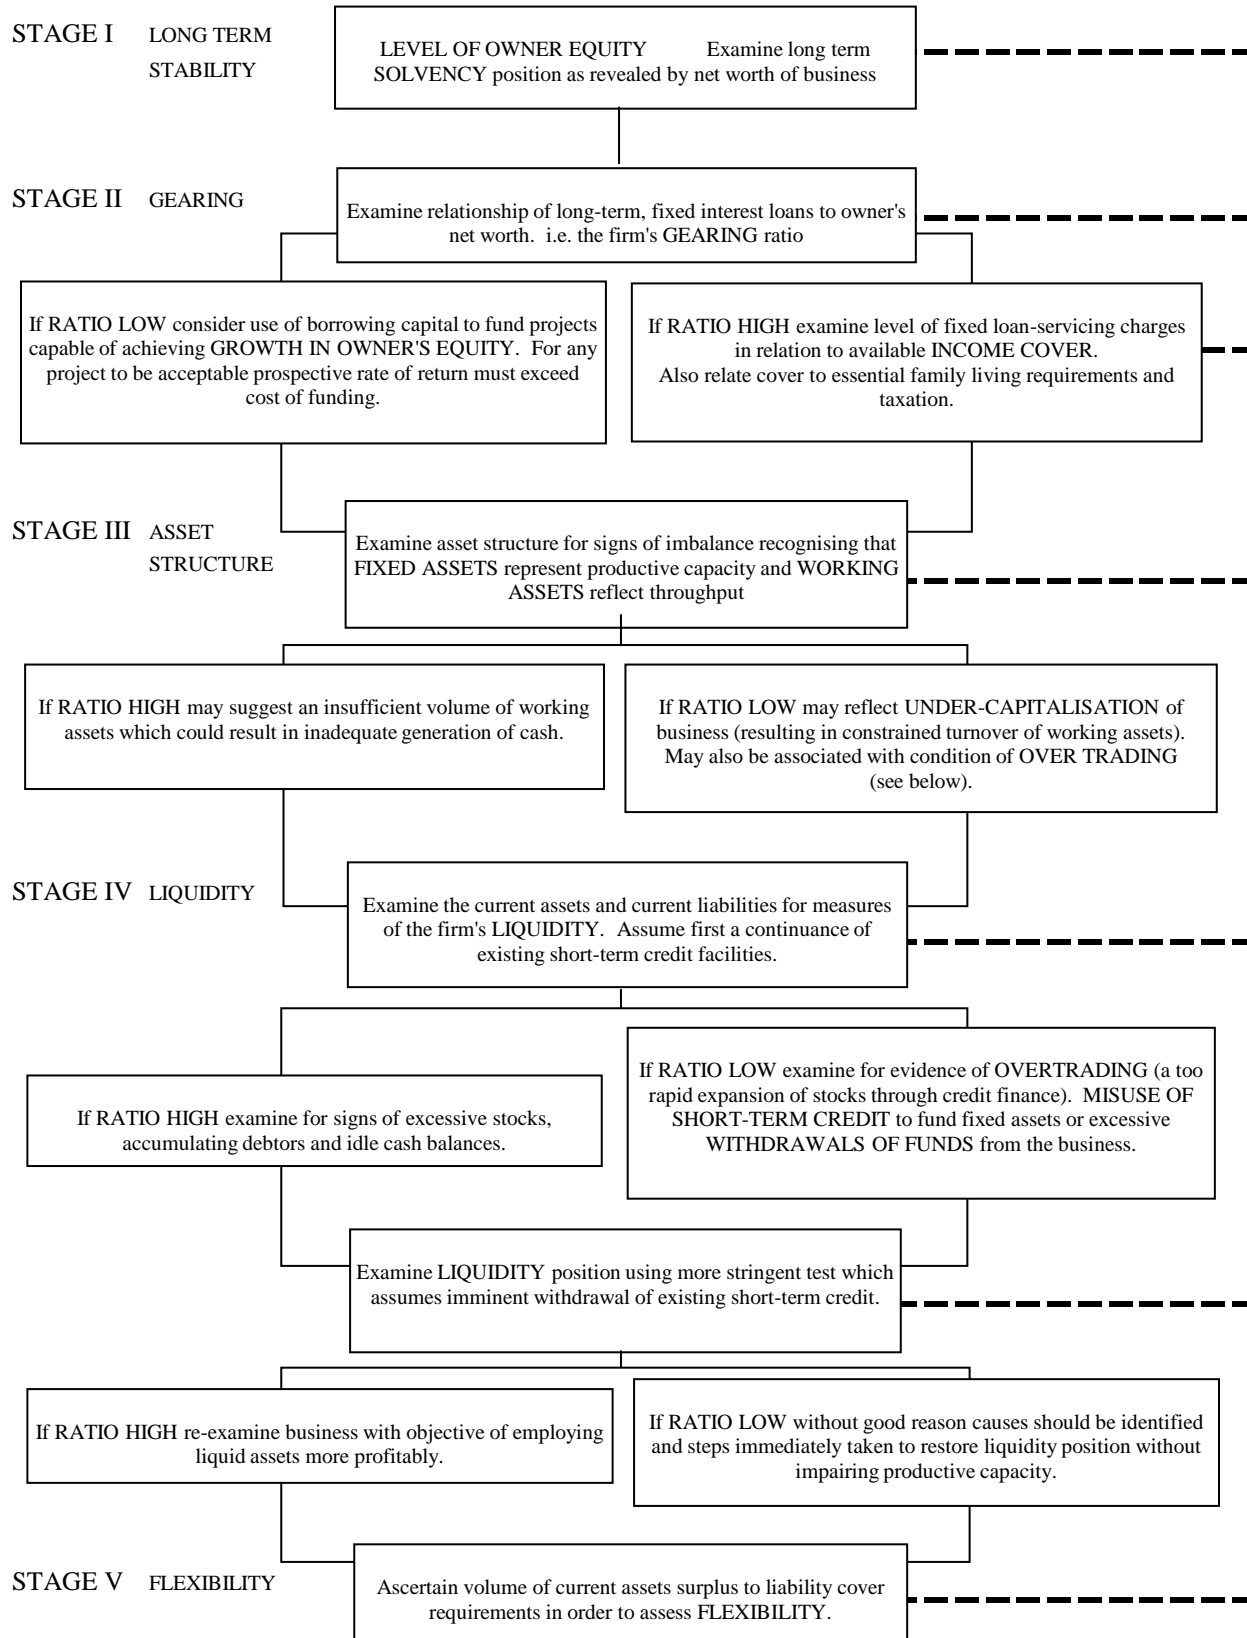 STAGE I LONG TERM
STABILITY
LEVEL OF OWNER EQUITY Examine long term
SOLVENCY position as revealed by net worth of business
STAGE II GEARING
Examine relationship of long-term, fixed interest loans to owner's
net worth. i.e. the firm's GEARING ratio
If RATIO LOW consider use of borrowing capital to fund projects
capable of achieving GROWTH IN OWNER'S EQUITY. For any
project to be acceptable prospective rate of return must exceed
cost of funding.
If RATIO HIGH examine level of fixed loan-servicing charges
in relation to available INCOME COVER.
Also relate cover to essential family living requirements and
taxation.
STAGE III ASSET
STRUCTURE
Examine asset structure for signs of imbalance recognising that
FIXED ASSETS represent productive capacity and WORKING
ASSETS reflect throughput
If RATIO HIGH may suggest an insufficient volume of working
assets which could result in inadequate generation of cash.
If RATIO LOW may reflect UNDER-CAPITALISATION of
business (resulting in constrained turnover of working assets).
May also be associated with condition of OVER TRADING
(see below).
STAGE IV LIQUIDITY
Examine the current assets and current liabilities for measures
of the firm's LIQUIDITY. Assume first a continuance of
existing short-term credit facilities.
If RATIO HIGH examine for signs of excessive stocks,
accumulating debtors and idle cash balances.
If RATIO LOW examine for evidence of OVERTRADING (a too
rapid expansion of stocks through credit finance). MISUSE OF
SHORT-TERM CREDIT to fund fixed assets or excessive
WITHDRAWALS OF FUNDS from the business.
Examine LIQUIDITY position using more stringent test which
assumes imminent withdrawal of existing short-term credit.
If RATIO HIGH re-examine business with objective of employing
liquid assets more profitably.
If RATIO LOW without good reason causes should be identified
and steps immediately taken to restore liquidity position without
impairing productive capacity.
STAGE V FLEXIBILITY
Ascertain volume of current assets surplus to liability cover
requirements in order to assess FLEXIBILITY.